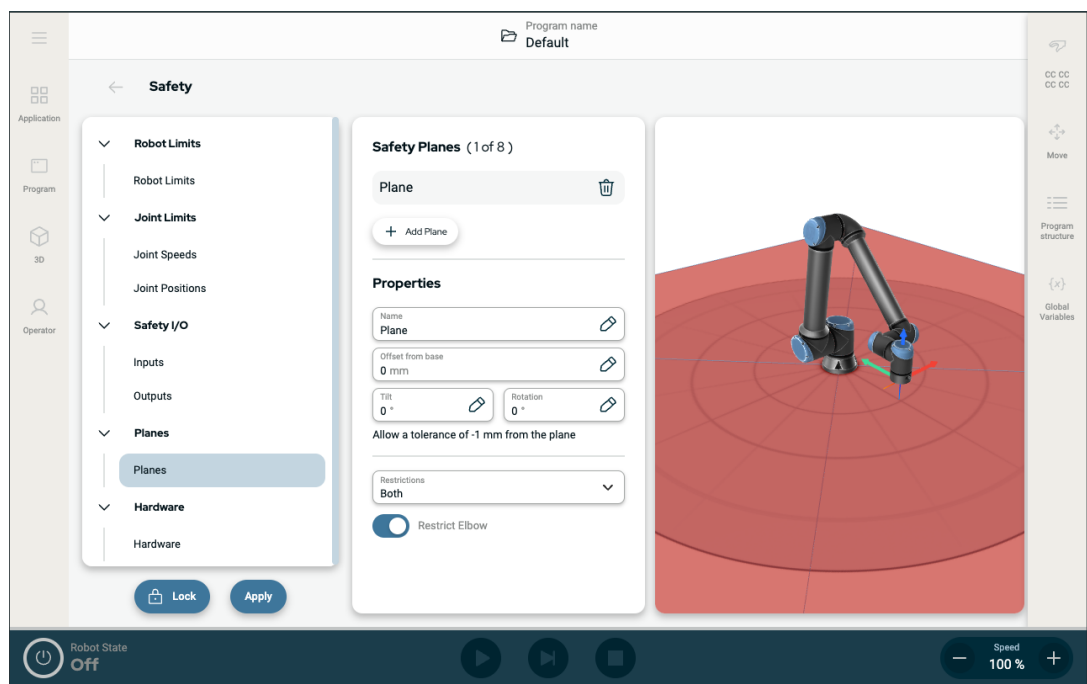 Program name
Default
Application
Program
3D
Operator
Safety
Robot Limits
Robot Limits
Joint Limits
Joint Speeds
Joint Positions
Safety I/O
Inputs
Outputs
Planes
Planes
Hardware
Hardware
Lock
Apply
Safety Planes (1 of 8)
Plane
Add Plane
Properties
Name
Plane
Offset from base
0 mm
Tilt
0 °
Rotation
0 °
Allow a tolerance of -1 mm from the plane
Restrictions
Both
Restrict Elbow
CC CC
CC CC
Move
Program
structure
{x}
Global
Variables
Robot State
Off
Speed
100 %